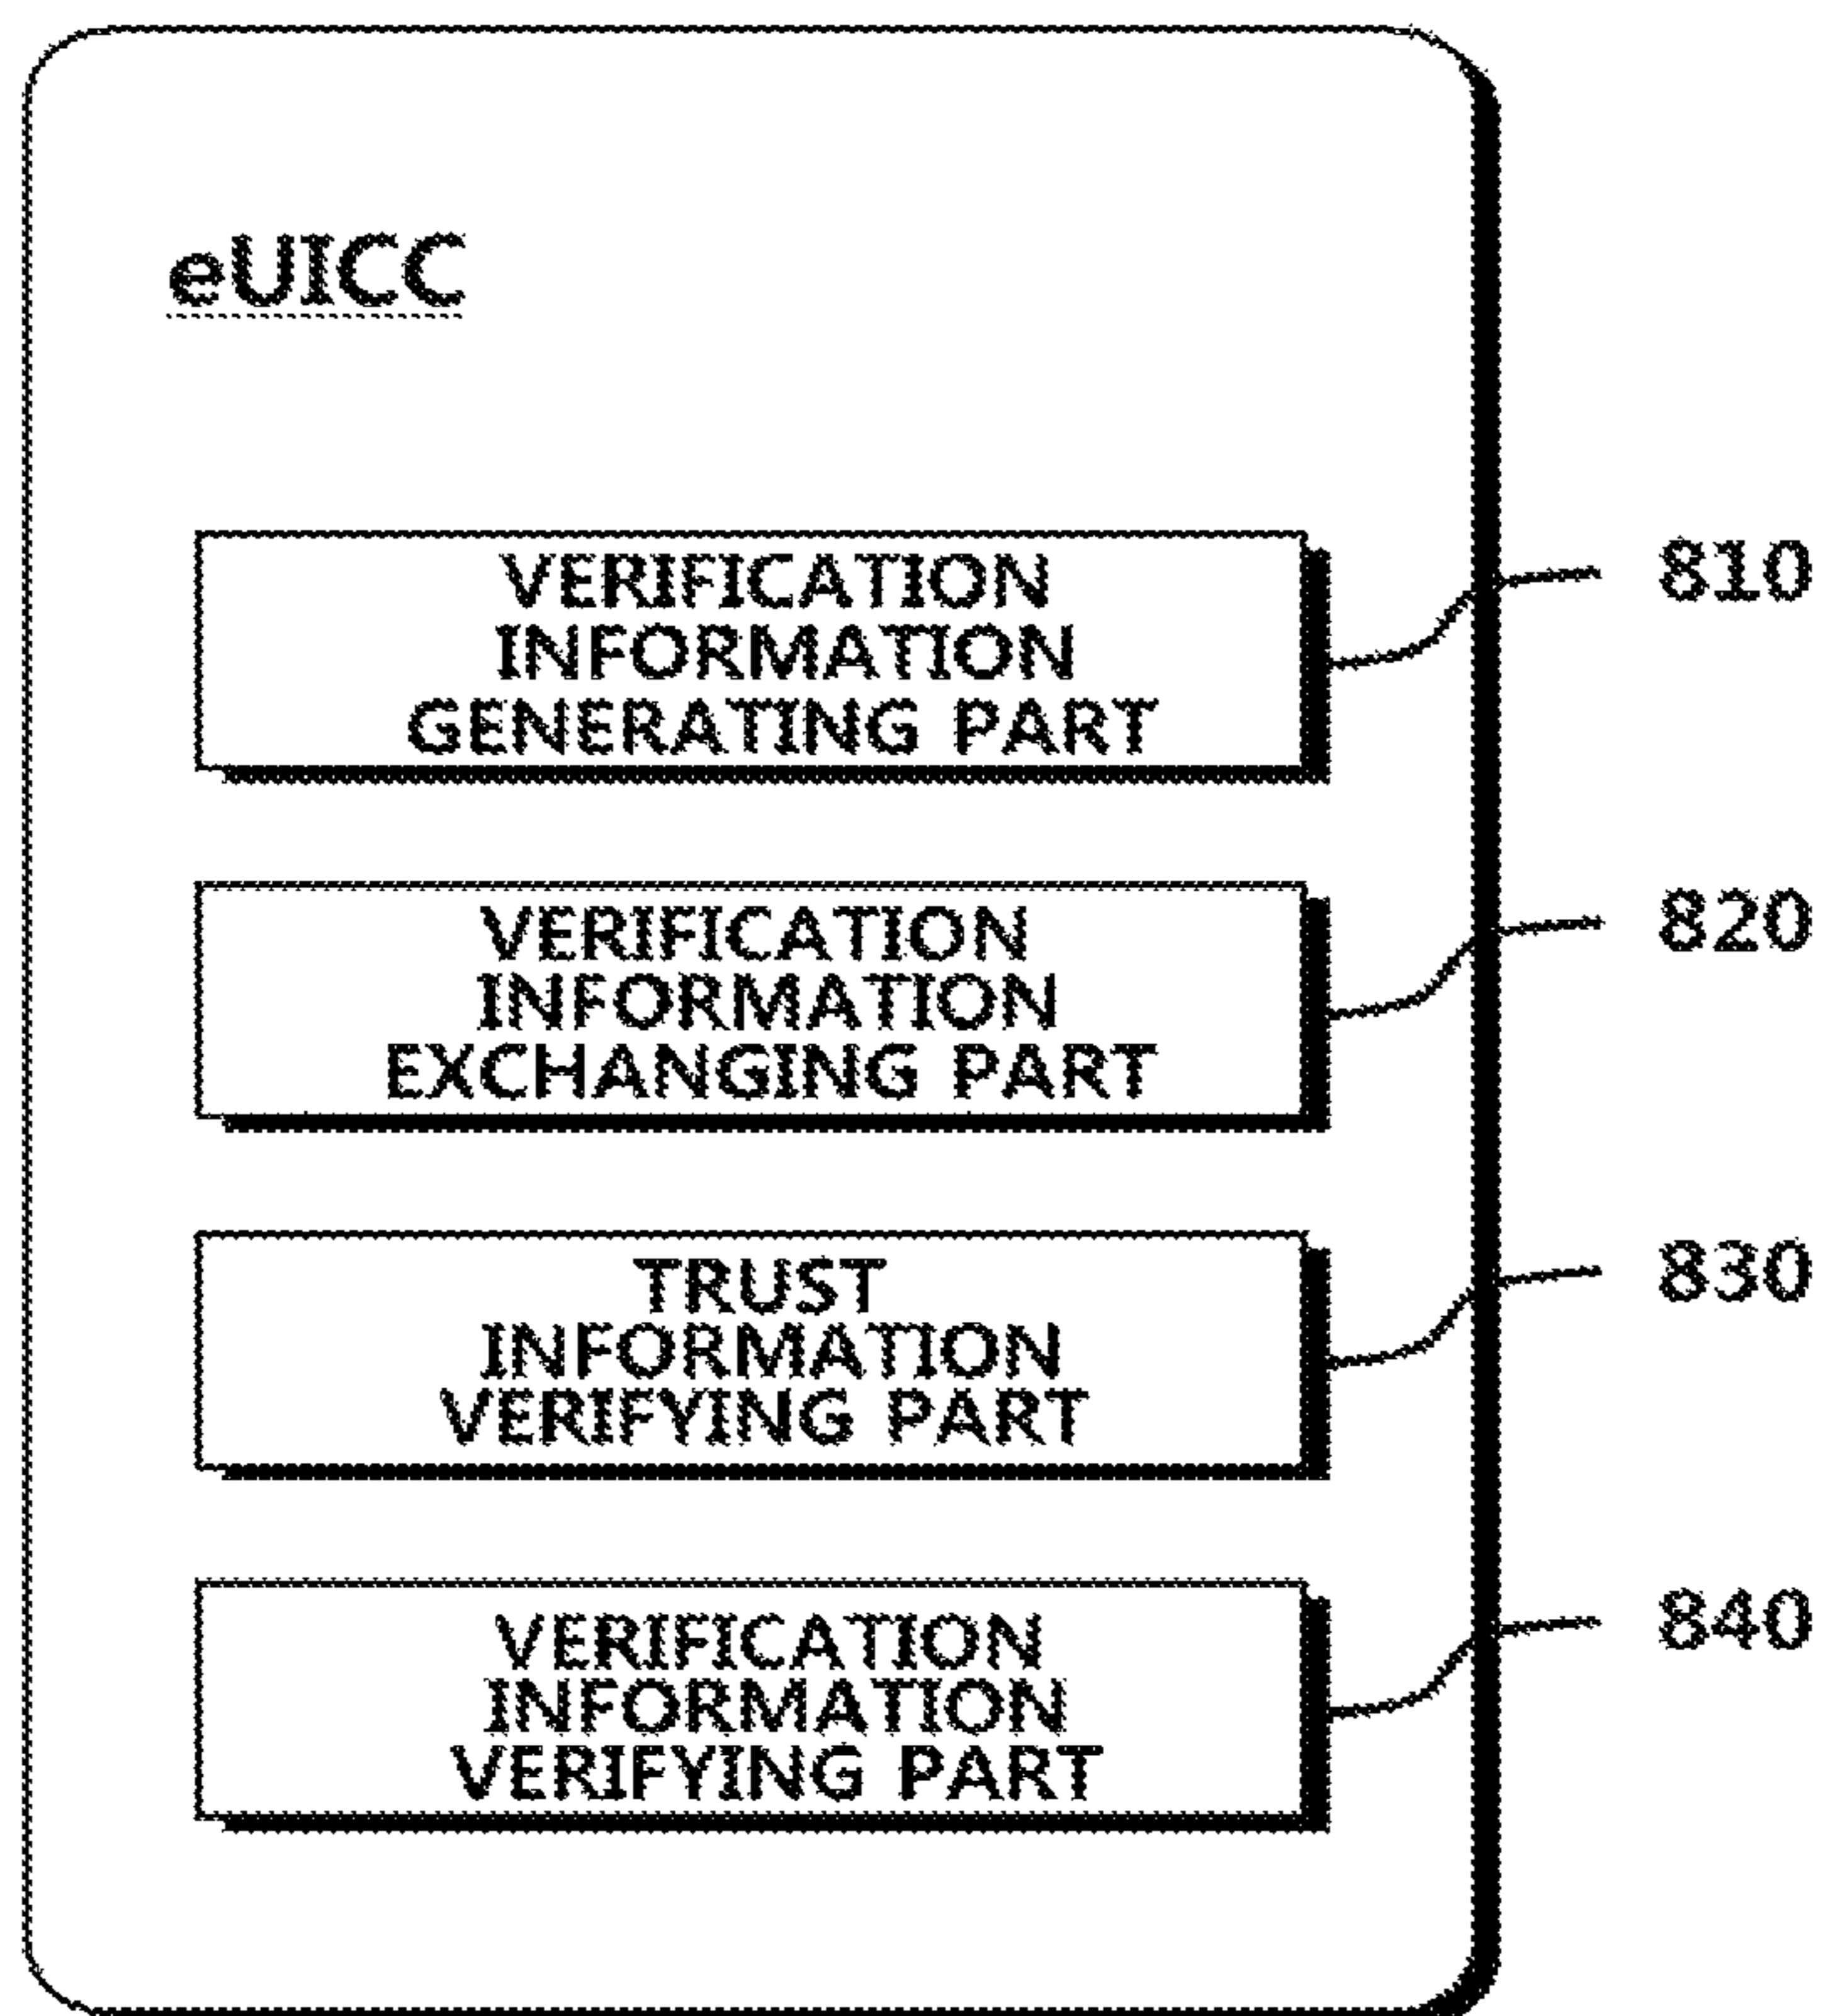 eUICC
VERIFICATION
INFORMATION
GENERATING PART
810
VERIFICATION
INFORMATION
EXCHANGING PART
820
TRUST
INFORMATION
VERIFYING PART
830
VERIFICATION
INFORMATION
VERIFYING PART
840